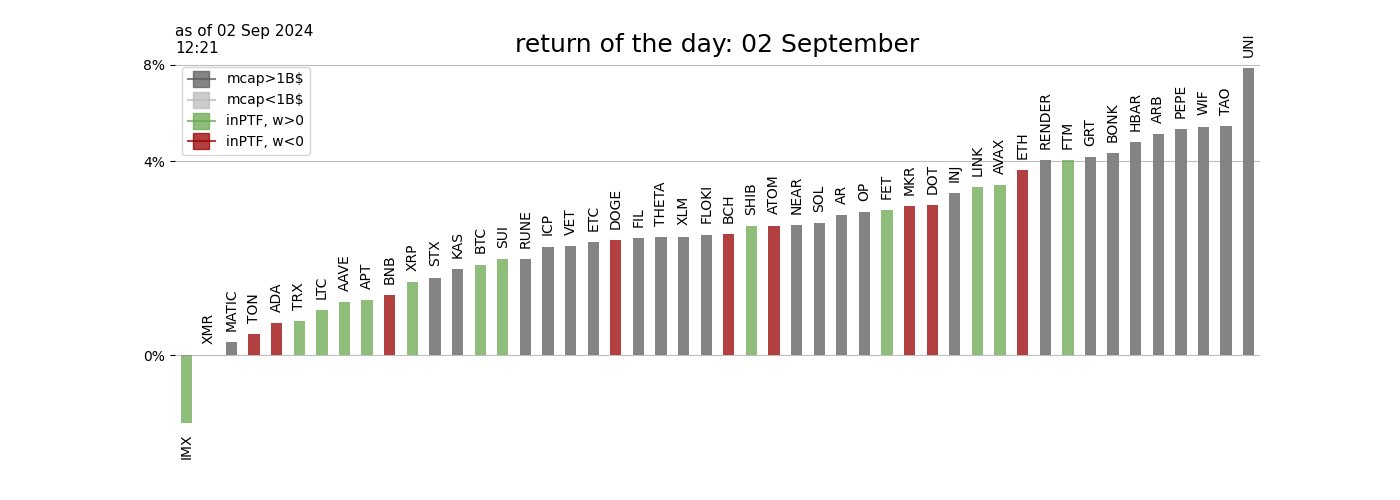 as of 02 Sep 2024
12:21
return of the day: 02 September
8%
4%
0%
mcap>1B$
mcap<1B$
inPTF, w>0
inPTF, w<0
IMX
XMR
MATIC
TON
ADA
TRX
LTC
AAVE
APT
BNB
XRP
STX
KAS
BTC
SUI
RUNE
ICP
VET
ETC
DOGE
FIL
THETA
XLM
FLOKI
BCH
SHIB
ATOM
NEAR
SOL
AR
OP
FET
MKR
DOT
INJ
LINK
AVAX
ETH
RENDER
FTM
GRT
BONK
HBAR
ARB
PEPE
WIF
TAO
UNI